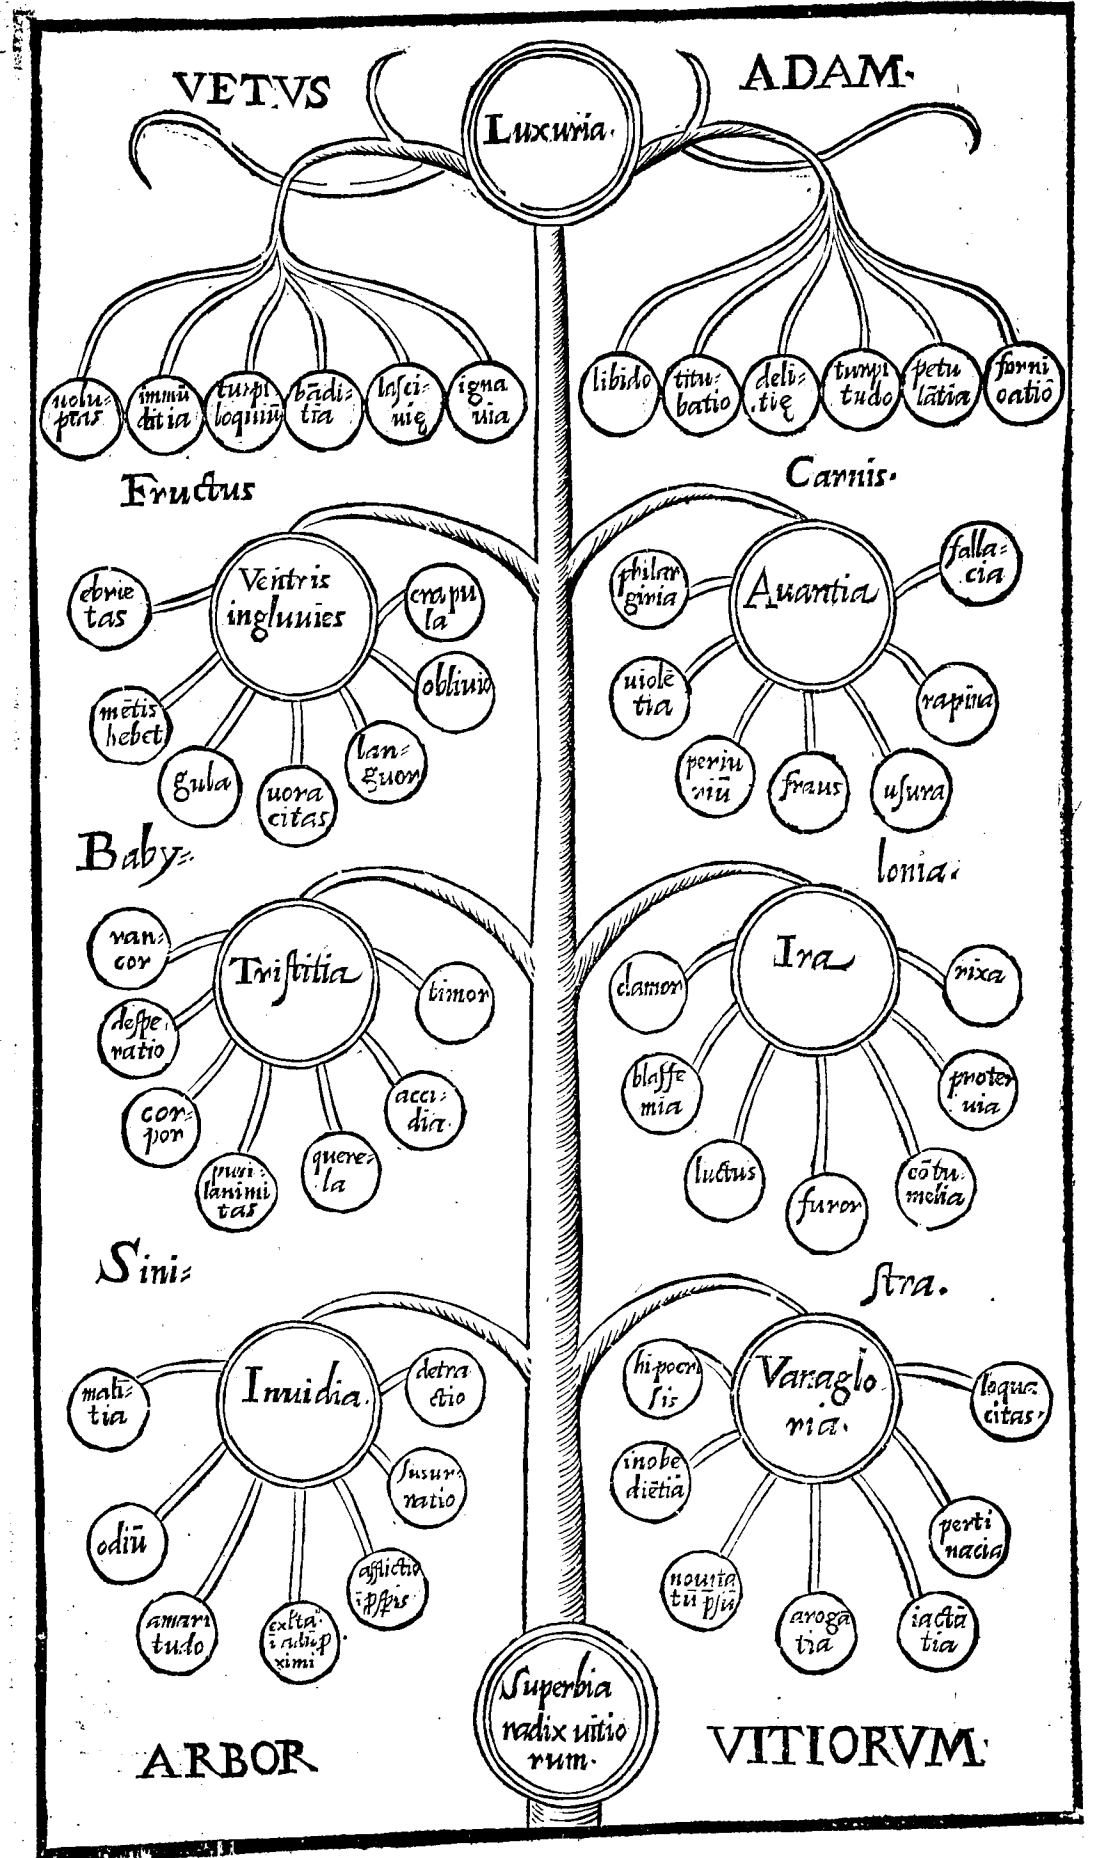 VETVS
ADAM.
Luxuria.
uolu=
ptas
immū
ditia
turpi
loquiū
bādi=
tia
lasci=
uię
igna
uia
libido
titu=
batio
deli=
tię
turpi
tudo
petu
lātia
forni
catiō
Fructus
Carnis.
Ventris
ingluuies
ebrie
tas
mētis
hebet
gula
uora
citas
lan=
guor
obliuio
crapu
la
Auaritia
philar
giria
uiolē
tia
periu
riū
fraus
usura
rapina
falla=
cia
Baby=
lonia.
Tristitia
ran=
cor
despe
ratio
cor=
por
pusi=
lanimi
tas
quere=
la
acci=
dia.
timor
Ira
clamor
blasfe
mia
luctus
furor
cōtu
melia
proter
uia
rixa
Sini=
stra.
Inuidia.
mali=
tia
odiū
amari
tudo
afflictio
susur=
ratio
detra
ctio
Vanaglo
ria.
hipocri
sis
inobe
diētia
arogā
tia
iactā
tia
perti
nacia
loqua
citas.
Superbia
radix uitio
rum.
ARBOR
VITIORVM.